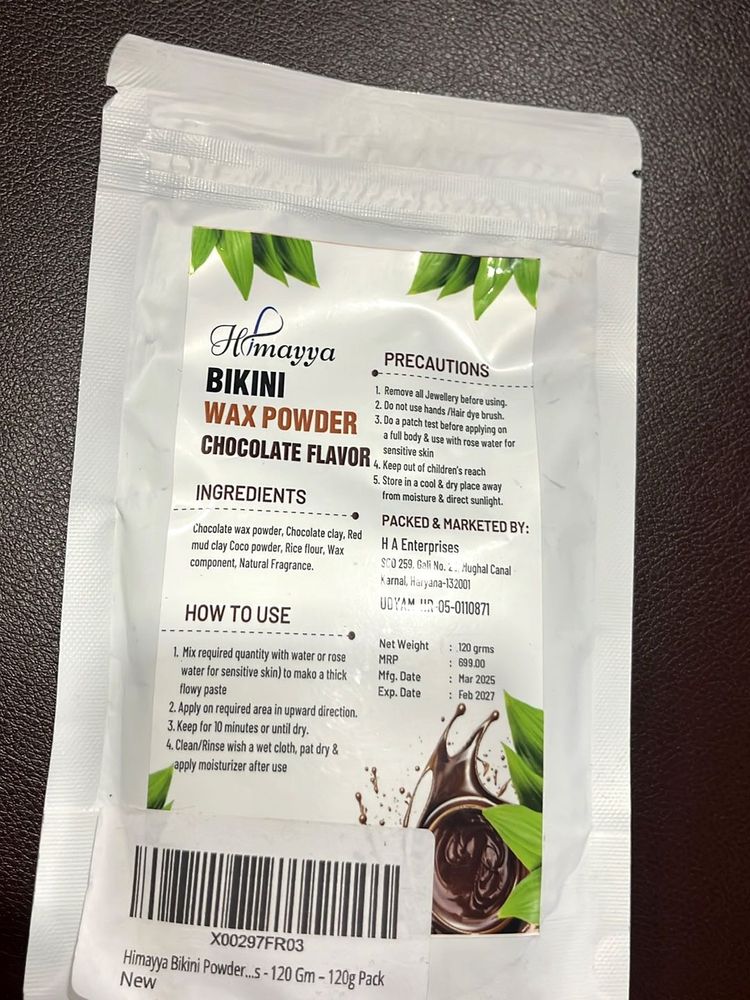 Himayya
BIKINI
WAX POWDER
CHOCOLATE FLAVOR
INGREDIENTS
Chocolate wax powder, Chocolate clay, Red
mud clay Coco powder, Rice flour, Wax
component, Natural Fragrance.
HOW TO USE
1. Mix required quantity with water or rose
water for sensitive skin) to make a thick
flowy paste
2. Apply on required area in upward direction.
3. Keep for 10 minutes or until dry.
4. Clean/Rinse wish a wet cloth, pat dry &
apply moisturizer after use
PRECAUTIONS
1. Remove all Jewellery before using.
2. Do not use hands /Hair dye brush.
3. Do a patch test before applying on
a full body & use with rose water for
sensitive skin
4. Keep out of children's reach
5. Store in a cool & dry place away
from moisture & direct sunlight.
PACKED & MARKETED BY:
H A Enterprises
SCO 259, Gali No. Mughal Canal
Karnal, Haryana-132001
UDYAM-HR-05-0110871
Net Weight : 120 grms
MRP : 699.00
Mfg. Date : Mar 2025
Exp. Date : Feb 2027
X00297FR03
Himayya Bikini Powder...s - 120 Gm – 120g Pack
New